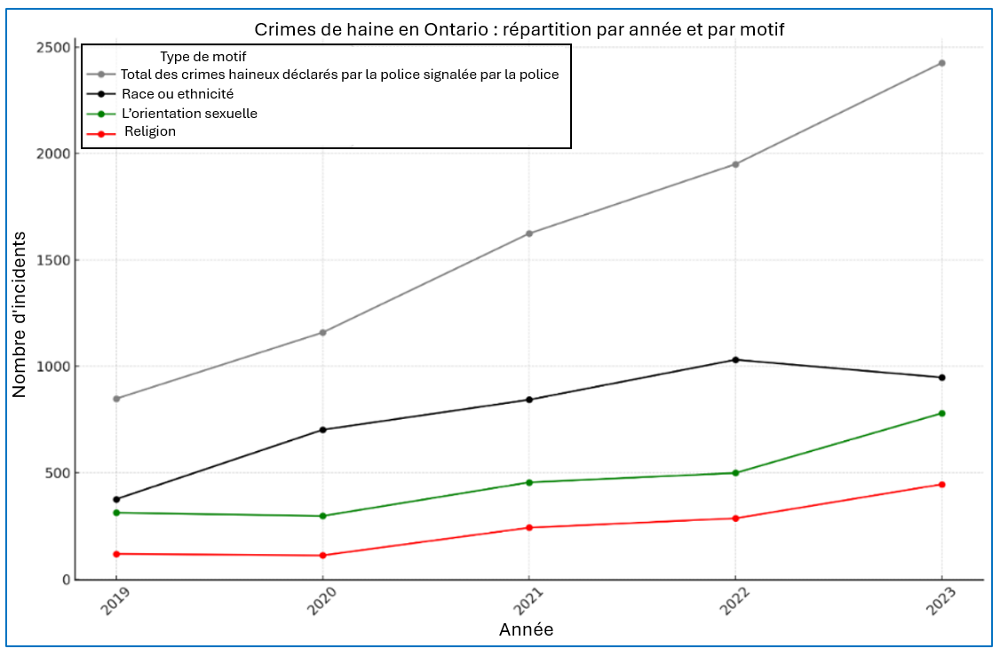 Crimes de haine en Ontario : répartition par année et par motif
Type de motif
Total des crimes haineux déclarés par la police signalée par la police
Race ou ethnicité
L'orientation sexuelle
Religion
Nombre d'incidents
2500
2000
1500
1000
500
0
2019 2020 2021 2022 2023
Année